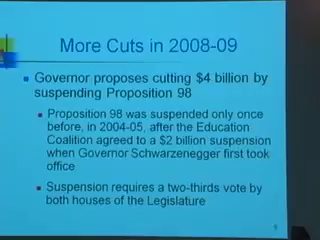 More Cuts in 2008-09
Governor proposes cutting $4 billion by
suspending Proposition 98
Proposition 98 was suspended only once
before, in 2004-05, after the Education
Coalition agreed to a $2 billion suspension
when Governor Schwarzenegger first took
office
Suspension requires a two-thirds vote by
both houses of the Legislature